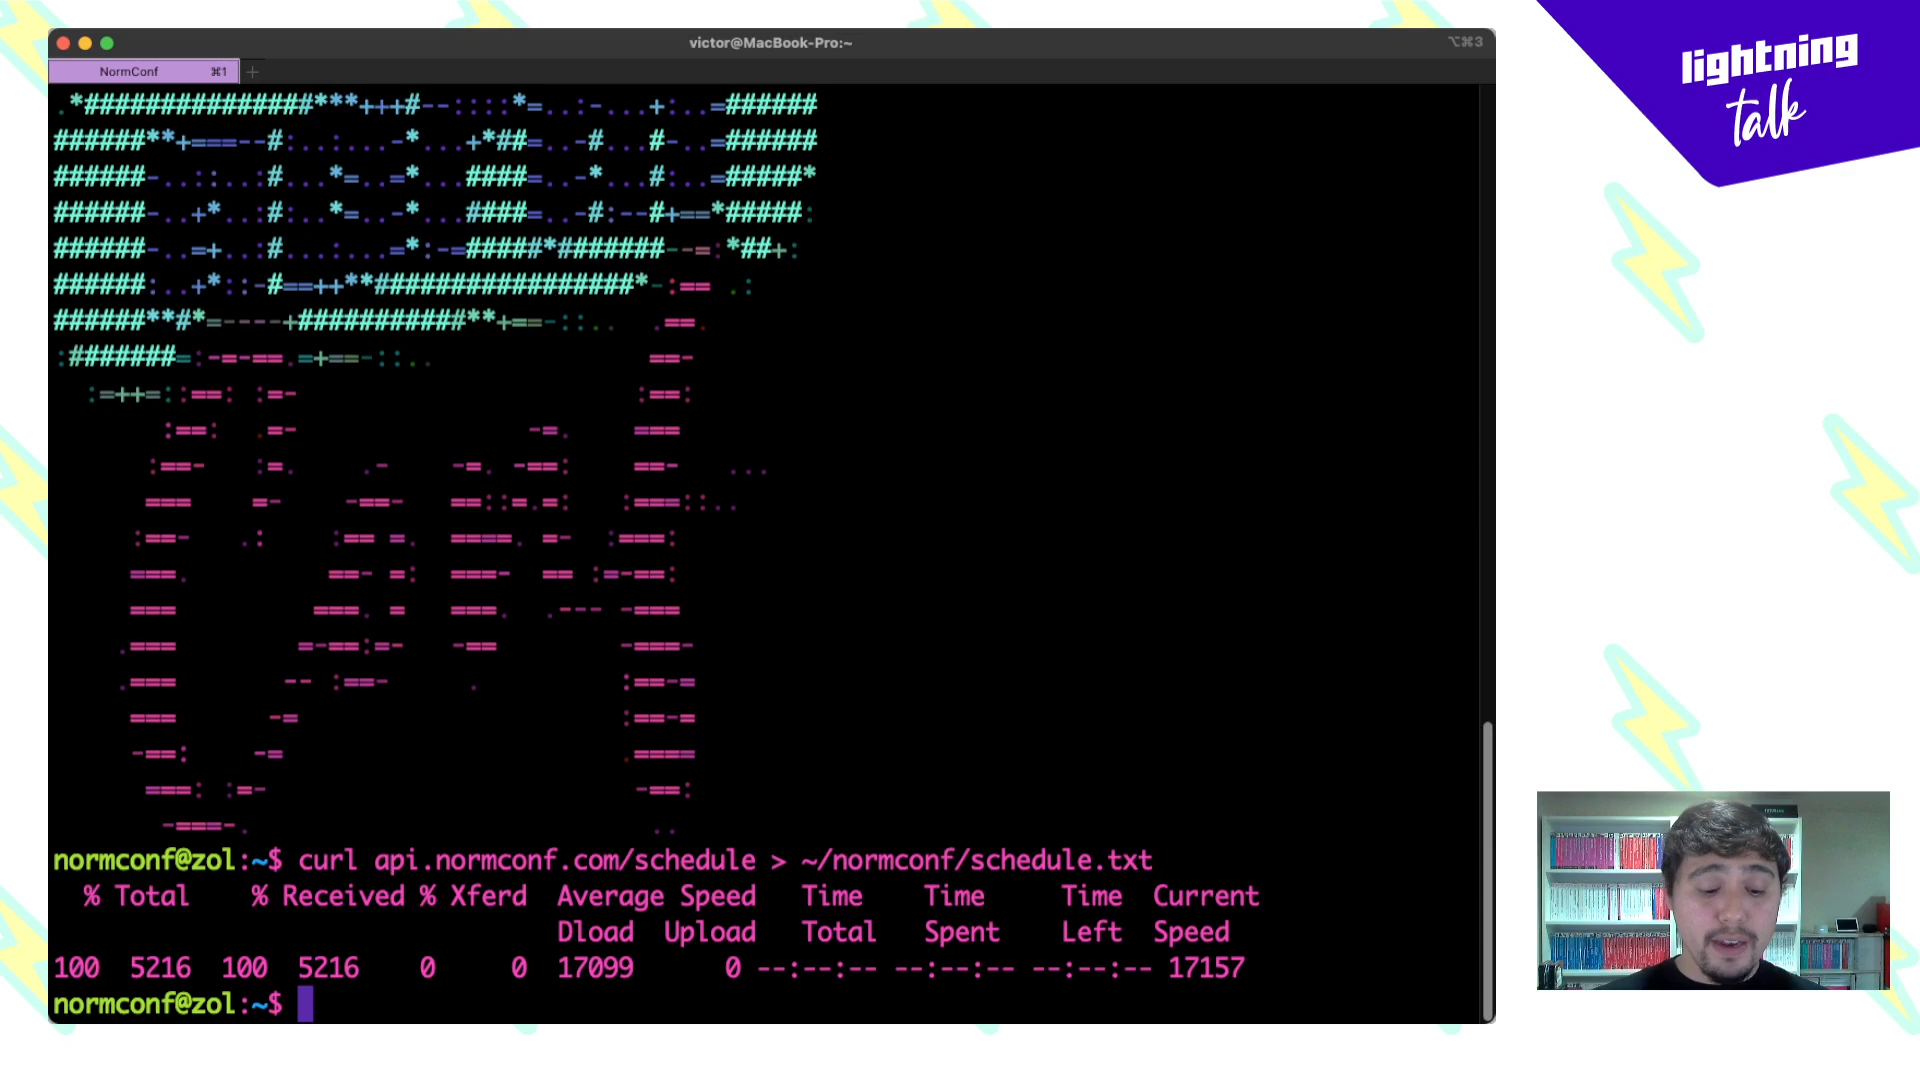 victor@MacBook-Pro:~
⌥⌘3
NormConf ⌘1 +
lightning
talk
normconf@zol:~$ curl api.normconf.com/schedule > ~/normconf/schedule.txt
% Total % Received % Xferd Average Speed Time Time Time Current
Dload Upload Total Spent Left Speed
100 5216 100 5216 0 0 17099 0 --:--:-- --:--:-- --:--:-- 17157
normconf@zol:~$